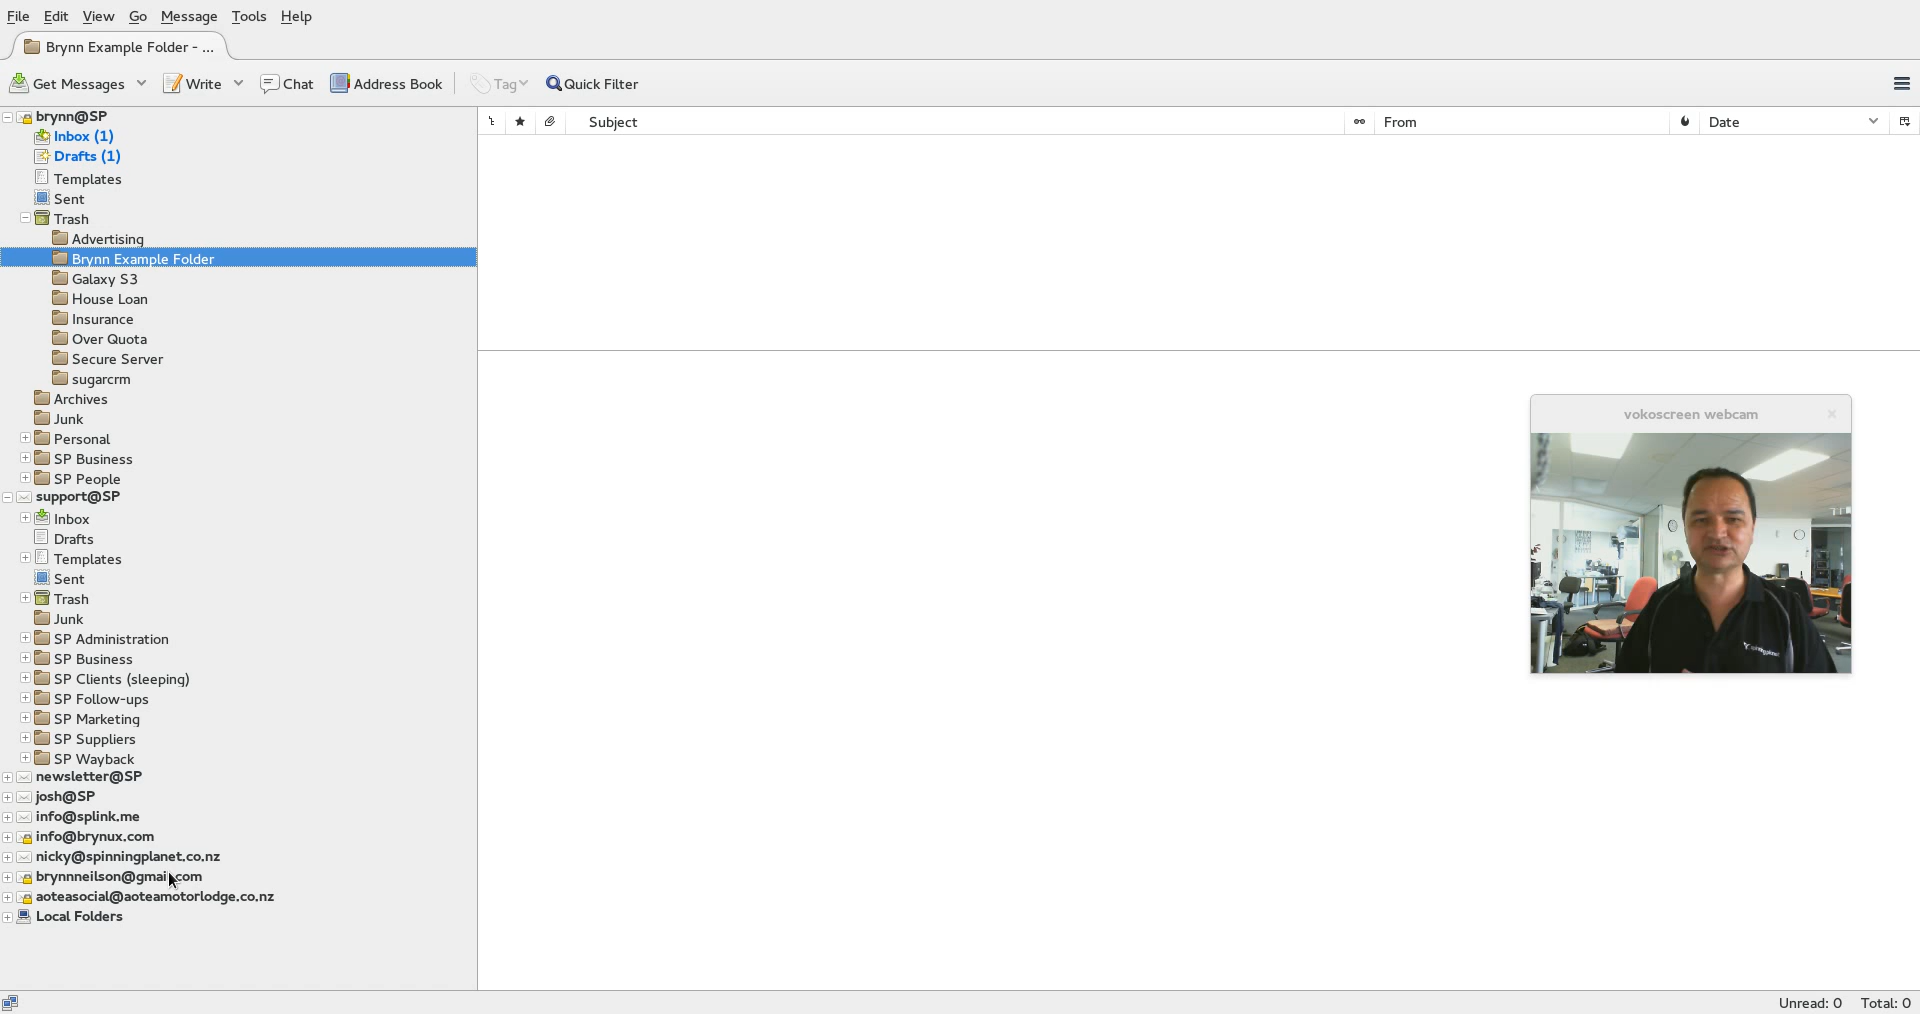 File Edit View Go Message Tools Help
Brynn Example Folder - ...
Get Messages Write Chat Address Book Tag Quick Filter
brynn@SP
Inbox (1)
Drafts (1)
Templates
Sent
Trash
Advertising
Brynn Example Folder
Galaxy S3
House Loan
Insurance
Over Quota
Secure Server
sugarcrm
Archives
Junk
Personal
SP Business
SP People
support@SP
Inbox
Drafts
Templates
Sent
Trash
Junk
SP Administration
SP Business
SP Clients (sleeping)
SP Follow-ups
SP Marketing
SP Suppliers
SP Wayback
newsletter@SP
josh@SP
info@splink.me
info@brynux.com
nicky@spinningplanet.co.nz
brynnneilson@gmail.com
aoteasocial@aoteamotorlodge.co.nz
Local Folders
Subject From Date
vokoscreen webcam
Unread: 0 Total: 0